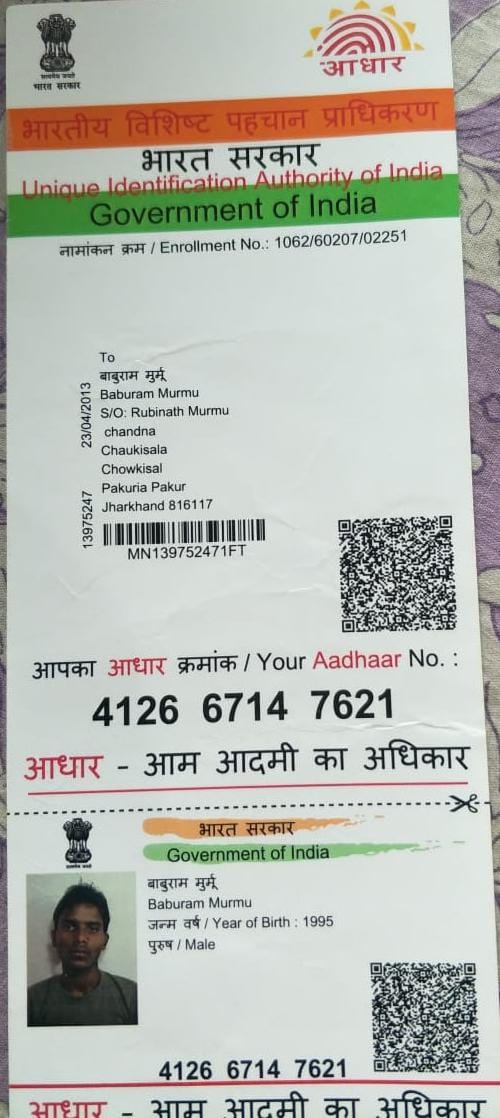 सत्यमेव जयते
भारत सरकार
आधार
भारतीय विशिष्ट पहचान प्राधिकरण
भारत सरकार
Unique Identification Authority of India
Government of India
नामांकन क्रम / Enrollment No.: 1062/60207/02251
To
बाबुराम मुर्मू
Baburam Murmu
S/O: Rubinath Murmu
chandna
Chaukisala
Chowkisal
Pakuria Pakur
Jharkhand 816117
23/04/2013
13975247
MN139752471FT
आपका आधार क्रमांक / Your Aadhaar No. :
4126 6714 7621
आधार - आम आदमी का अधिकार
भारत सरकार
Government of India
बाबुराम मुर्मू
Baburam Murmu
जन्म वर्ष / Year of Birth : 1995
पुरुष / Male
4126 6714 7621
आधार - आम आदमी का अधिकार